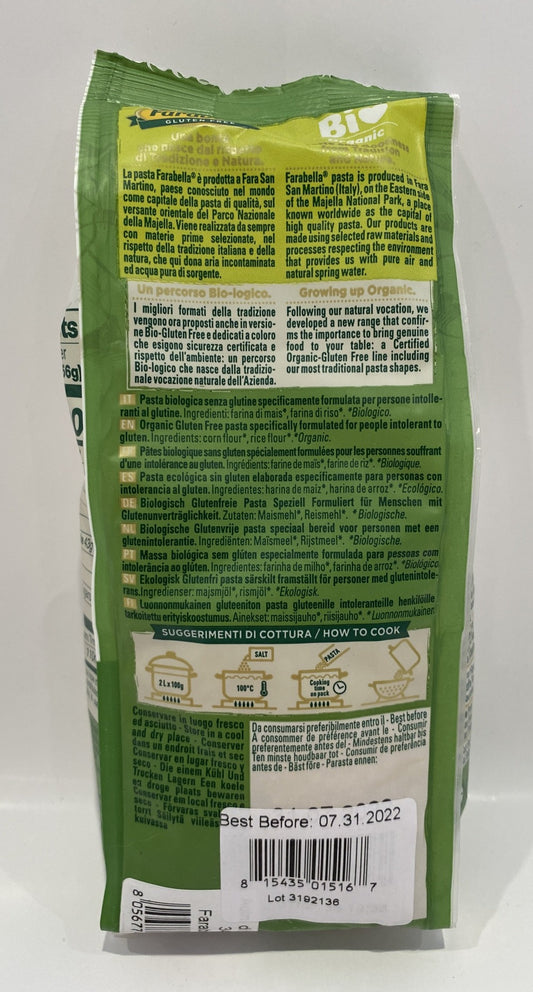 GLUTEN FREE
Una bontà
di Tradizione e Natura.
Bi
Organic
from Tradition
and Nature.
La pasta Farabella® è prodotta a Fara San
Martino, paese conosciuto nel mondo
come capitale della pasta di qualità, sul
versante orientale del Parco Nazionale
della Majella. Viene realizzata da sempre
con materie prime selezionate, nel
rispetto della tradizione italiana e della
natura, che qui dona aria incontaminata
ed acqua pura di sorgente.
Farabella® pasta is produced in Fara
San Martino (Italy), on the Eastern side
of the Majella National Park, a place
known worldwide as the capital of
high quality pasta. Our products are
made using selected raw materials and
processes respecting the environment
that provides us with pure air and
natural spring water.
Un percorso Bio-logico.
I migliori formati della tradizione
vengono ora proposti anche in versio-
ne Bio-Gluten Free e dedicati a coloro
che esigono sicurezza certificata e
rispetto dell'ambiente: un percorso
Bio-logico che nasce dalla tradizio-
nale vocazione naturale dell'Azienda.
Growing up Organic.
Following our natural vocation, we
developed a new range that confir-
ms the importance to bring genuine
food to your table: a Certified
Organic-Gluten Free line including
our most traditional pasta shapes.
IT Pasta biologica senza glutine specificamente formulata per persone intolle-
ranti al glutine. Ingredienti: farina di mais*, farina di riso*. *Biologico.
EN Organic Gluten Free pasta specifically formulated for people intolerant to
gluten. Ingredients: corn flour*, rice flour*.*Organic.
Pâtes biologique sans gluten spécialement formulées pour les personnes souffrant
d'une intolérance au gluten. Ingrédients: farine de maïs*, farine de riz*. *Biologique.
ES Pasta ecológica sin gluten elaborada especificamente para personas con
intolerancia al gluten. Ingredientes: harina de maíz*, harina de arroz*. *Ecológico.
DE Biologisch Glutenfreie Pasta Speziell Formuliert für Menschen mit
Glutenunverträglichkeit. Zutaten: Maismehl*, Reismehl*. *Biologische.
NL Biologische Glutenvrije pasta speciaal bereid voor personen met een
glutenintolerantie. Ingrediënten: Maïsmeel*, Rijstmeel*. *Biologische.
PT Massa biológica sem glúten especialmente formulada para pessoas com
intolerância ao glúten. Ingredientes: farinha de milho*, farinha de arroz*. *Biológico
SV Ekologisk Glutenfri pasta särskilt framställt för personer med glutenintole-
rans. Ingredienser: majsmjöl*, rismjöl*. *Ekologisk.
FI Luonnonmukainen gluteeniton pasta gluteenille intoleranteille henkilöille
tarkoitettu erityiskoostumus. Ainekset: maissijauho*, riisijauho*. *Luonnonmukainen
SUGGERIMENTI DI COTTURA / HOW TO COOK
2 L x 100g
SALT
100°C
PASTA
Cooking
time
on pack
Conservare in luogo fresco
ed asciutto - Store in a cool
and dry place - Conserver
dans un endroit frais et sec
Conservar en lugar fresco y
seco - Die einem Kühl Und
Trocken Lagern Een koele
en droge plaats bewaren
Conservar em local fresco
seco - Förvaras
torrt Säilytä
kuivassa
Da consumarsi preferibilmente entro il - Best before
A consommer de préférence avant le - Consumir
preferentemente antes del - Mindestens haltbar bis
Ten minste houdbaar tot - Consumir de preferência
antes de - Bäst före - Parasta ennen:
Best Before: 07.31.2022
8 15435 01516 7
Lot 3192136
8 05677